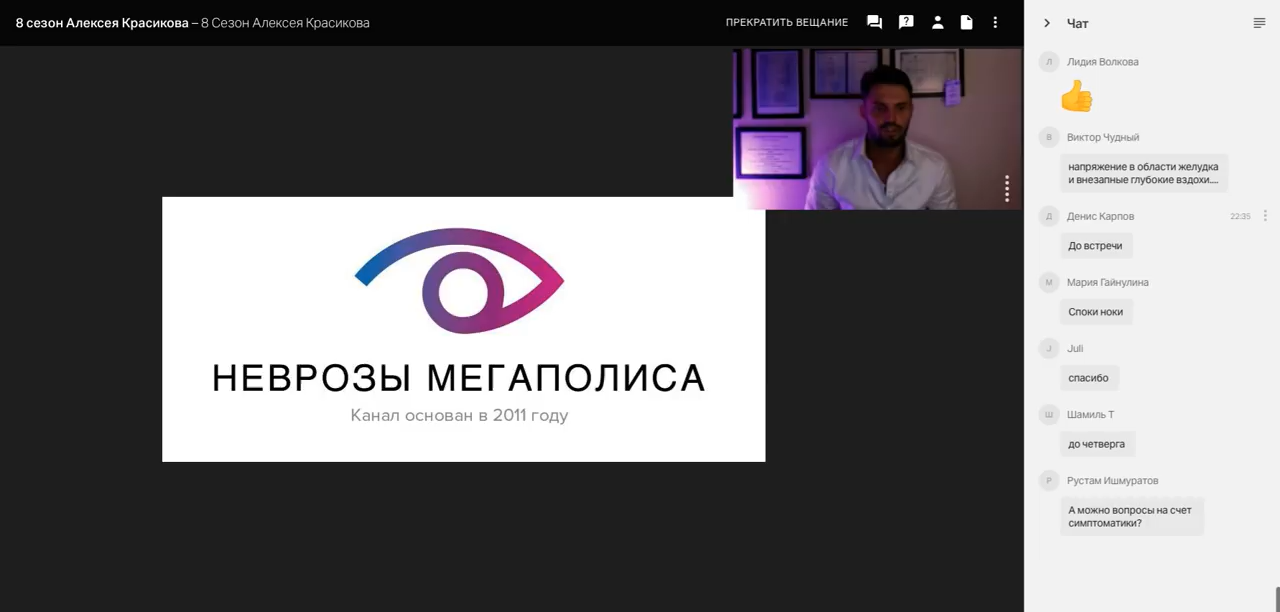 8 сезон Алексея Красикова – 8 Сезон Алексея Красикова
ПРЕКРАТИТЬ ВЕЩАНИЕ
НЕВРОЗЫ МЕГАПОЛИСА
Канал основан в 2011 году
Чат
Л Лидия Волкова
В Виктор Чудный
напряжение в области желудка
и внезапные глубокие вздохи....
Д Денис Карпов 22:35
До встречи
М Мария Гайнулина
Споки ноки
J Juli
спасибо
Ш Шамиль Т
до четверга
Р Рустам Ишмуратов
А можно вопросы на счет
симптоматики?